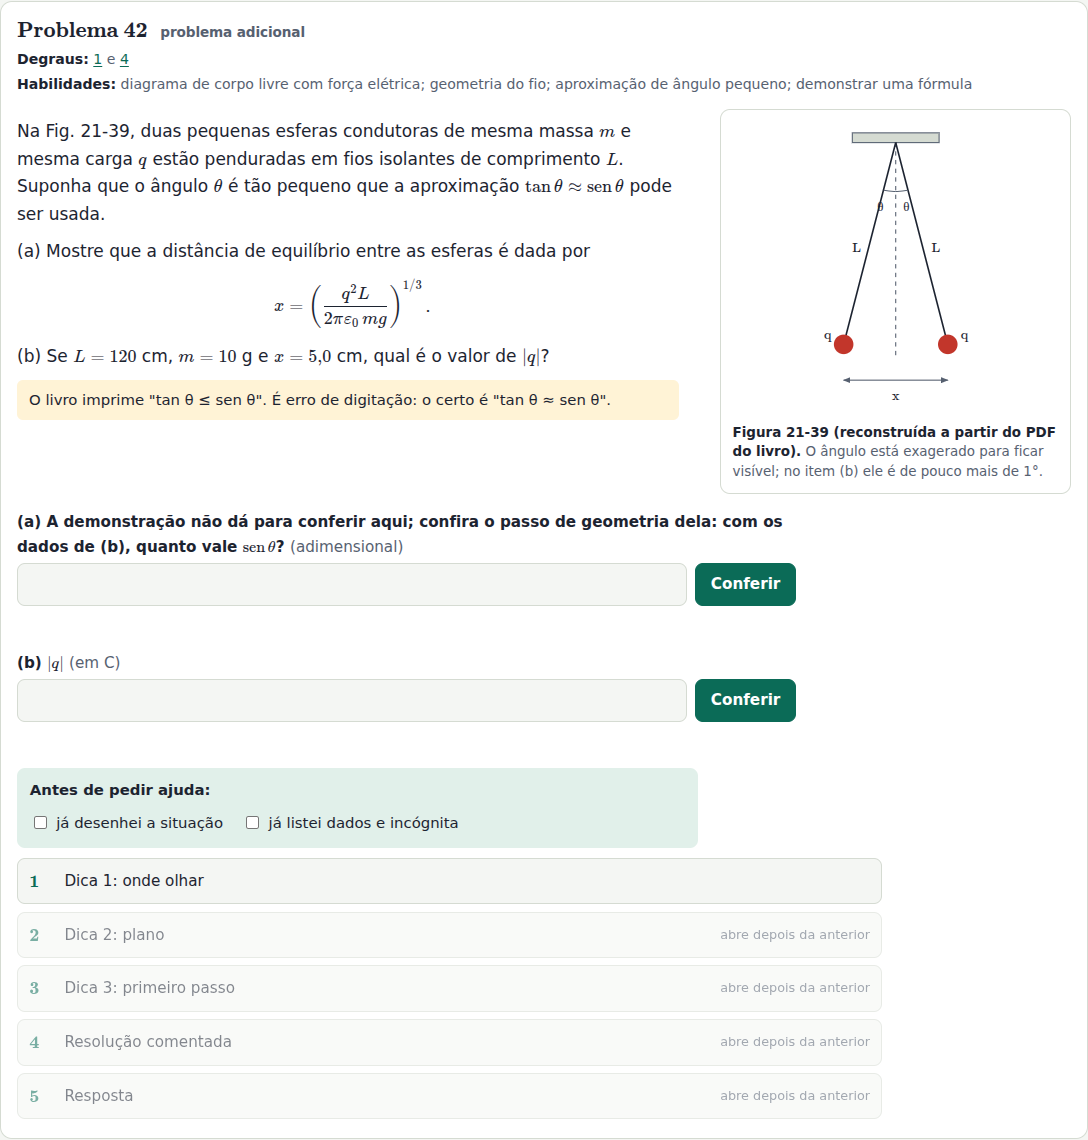 Problema 42 problema adicional
Degraus: 1 e 4
Habilidades: diagrama de corpo livre com força elétrica; geometria do fio; aproximação de ângulo pequeno; demonstrar uma fórmula
Na Fig. 21-39, duas pequenas esferas condutoras de mesma massa m e
mesma carga q estão penduradas em fios isolantes de comprimento L.
Suponha que o ângulo θ é tão pequeno que a aproximação tan θ ≈ sen θ pode
ser usada.
(a) Mostre que a distância de equilíbrio entre as esferas é dada por
x = (q²L / 2πε₀ mg)^{1/3}.
(b) Se L = 120 cm, m = 10 g e x = 5,0 cm, qual é o valor de |q|?
O livro imprime "tan θ ≤ sen θ". É erro de digitação: o certo é "tan θ ≈ sen θ".
θ θ
L L
q q
x
Figura 21-39 (reconstruída a partir do PDF
do livro). O ângulo está exagerado para ficar
visível; no item (b) ele é de pouco mais de 1°.
(a) A demonstração não dá para conferir aqui; confira o passo de geometria dela: com os
dados de (b), quanto vale sen θ? (adimensional)
Conferir
(b) |q| (em C)
Conferir
Antes de pedir ajuda:
já desenhei a situação já listei dados e incógnita
1 Dica 1: onde olhar
2 Dica 2: plano abre depois da anterior
3 Dica 3: primeiro passo abre depois da anterior
4 Resolução comentada abre depois da anterior
5 Resposta abre depois da anterior